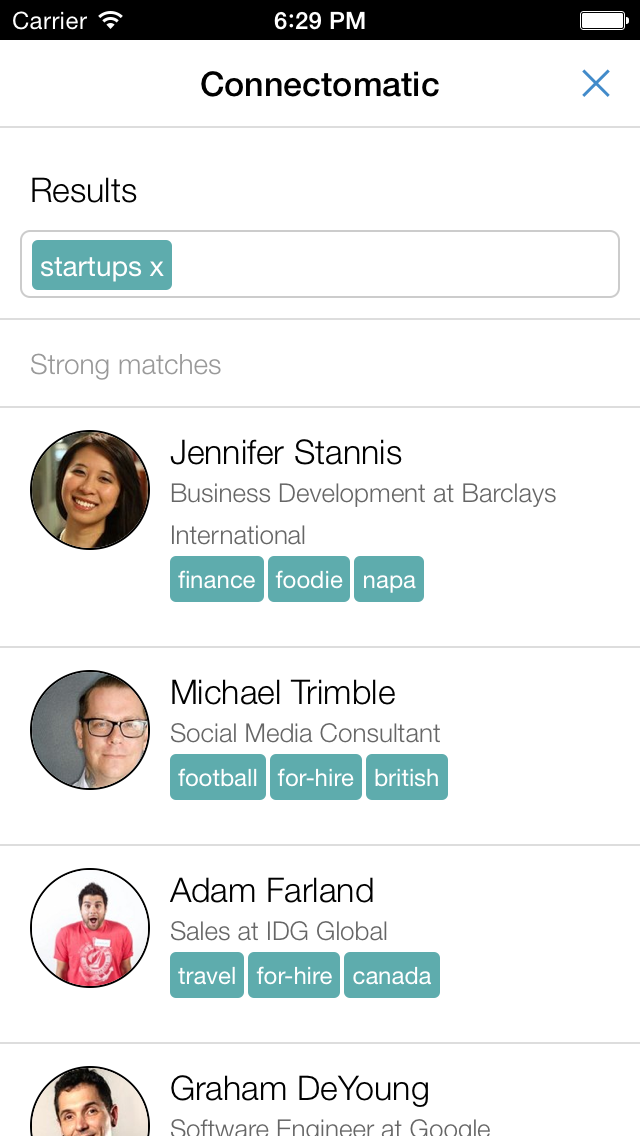 Carrier 6:29 PM
Connectomatic
Results
startups x
Strong matches
Jennifer Stannis
Business Development at Barclays
International
finance foodie napa
Michael Trimble
Social Media Consultant
football for-hire british
Adam Farland
Sales at IDG Global
travel for-hire canada
Graham DeYoung
Software Engineer at Google